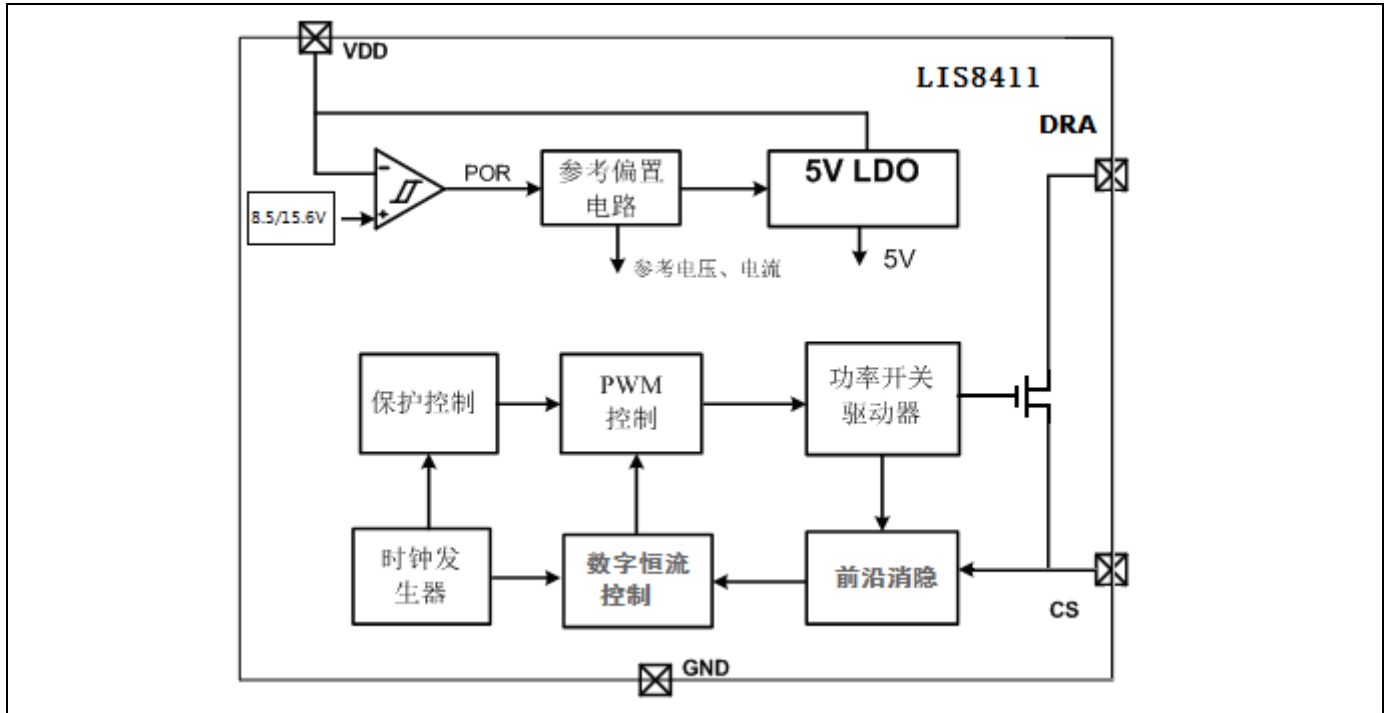 VDD
LIS8411
DRA
POR
参考偏置
电路
5V LDO
8.5/15.6V
-
+
参考电压、电流
5V
保护控制
PWM
控制
功率开关
驱动器
时钟发
生器
数字恒流
控制
前沿消隐
CS
GND